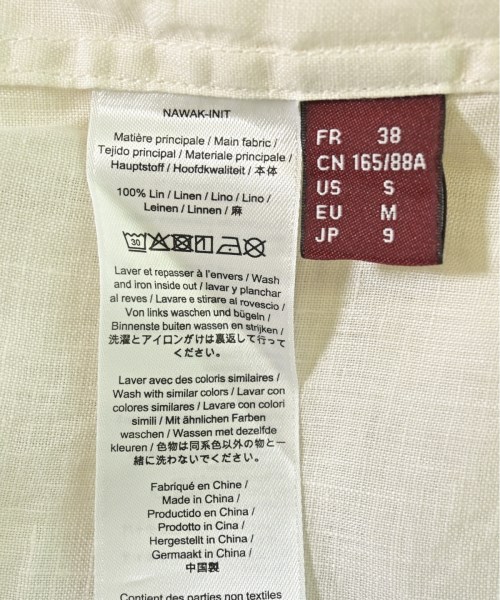 NAWAK-INIT
Matière principale / Main fabric /
Tejido principal / Materiale principale /
Hauptstoff / Hoofdkwaliteit / 本体
100% Lin / Linen / Lino / Lino /
Leinen / Linnen / 麻
30
Laver et repasser à l'envers / Wash
and iron inside out / lavar y planchar
al reves / Lavare e stirare al rovescio /
Von links waschen und bügeln /
Binnenste buiten wassen en strijken /
洗濯とアイロンがけは裏返して行って
ください。
Laver avec des coloris similaires /
Wash with similar colors / Lavar con
colores similares / Lavare con colori
simili / Mit ähnlichen Farben
waschen / Wassen met dezelfde
kleuren / 色物は同系色以外の物と一
緒に洗わないでください。
Fabriqué en Chine /
Made in China /
Productido en China /
Prodotto in Cina /
Hergestellt in China /
Germaakt in China /
中国製
Contient des parties non textiles
FR 38
CN 165/88A
US S
EU M
JP 9